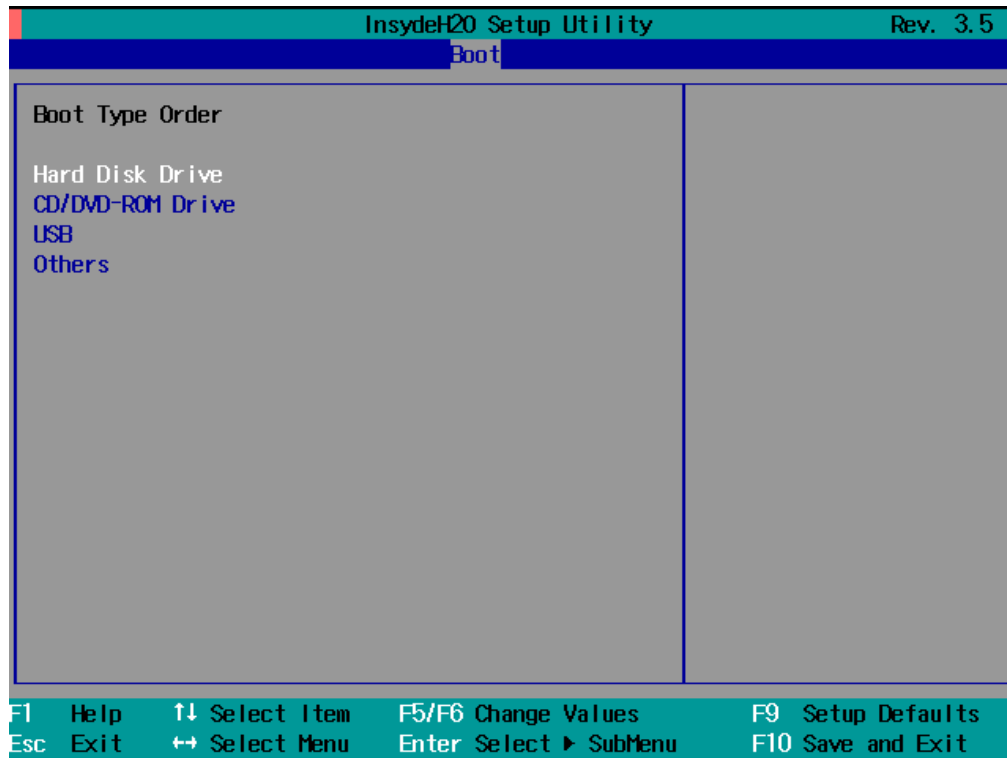 InsydeH2O Setup Utility Rev. 3.5
Boot
Boot Type Order
Hard Disk Drive
CD/DVD-ROM Drive
USB
Others
F1 Help ↑↓ Select Item F5/F6 Change Values F9 Setup Defaults
Esc Exit ↔ Select Menu Enter Select ▶ SubMenu F10 Save and Exit